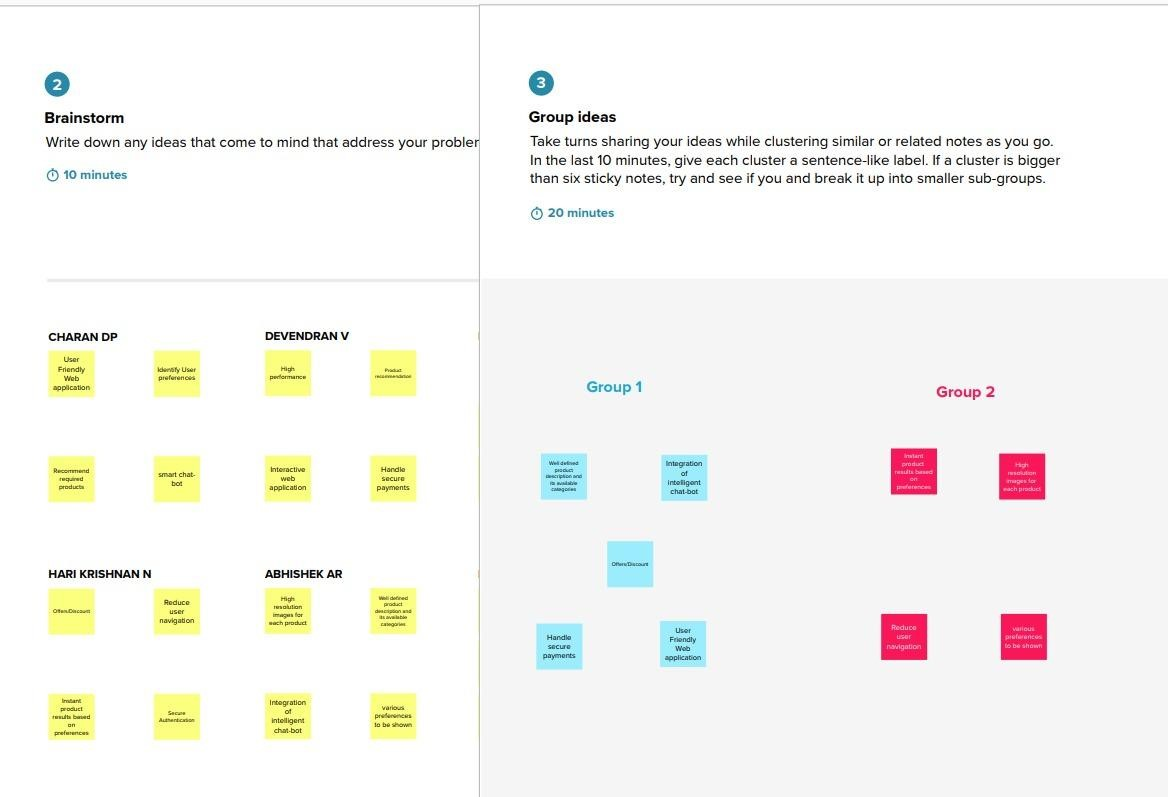 2
Brainstorm
Write down any ideas that come to mind that address your probler
10 minutes
CHARAN DP
User
Friendly
Web
application
Identify User
preferences
Recommend
required
products
smart chat-
bot
DEVENDRAN V
High
performance
Product
recommendation
Interactive
web
application
Handle
secure
payments
HARI KRISHNAN N
Offers/Discount
Reduce
user
navigation
Instant
product
results based
on
preferences
Secure
Authentication
ABHISHEK AR
High
resolution
images for
each product
Well defined
product
description and
its available
categories
Integration
of
intelligent
chat-bot
various
preferences
to be shown
3
Group ideas
Take turns sharing your ideas while clustering similar or related notes as you go.
In the last 10 minutes, give each cluster a sentence-like label. If a cluster is bigger
than six sticky notes, try and see if you and break it up into smaller sub-groups.
20 minutes
Group 1
Well defined
product
description and
its available
categories
Integration
of
intelligent
chat-bot
Offers/Discount
Handle
secure
payments
User
Friendly
Web
application
Group 2
Instant
product
results based
on
preferences
High
resolution
images for
each product
Reduce
user
navigation
various
preferences
to be shown